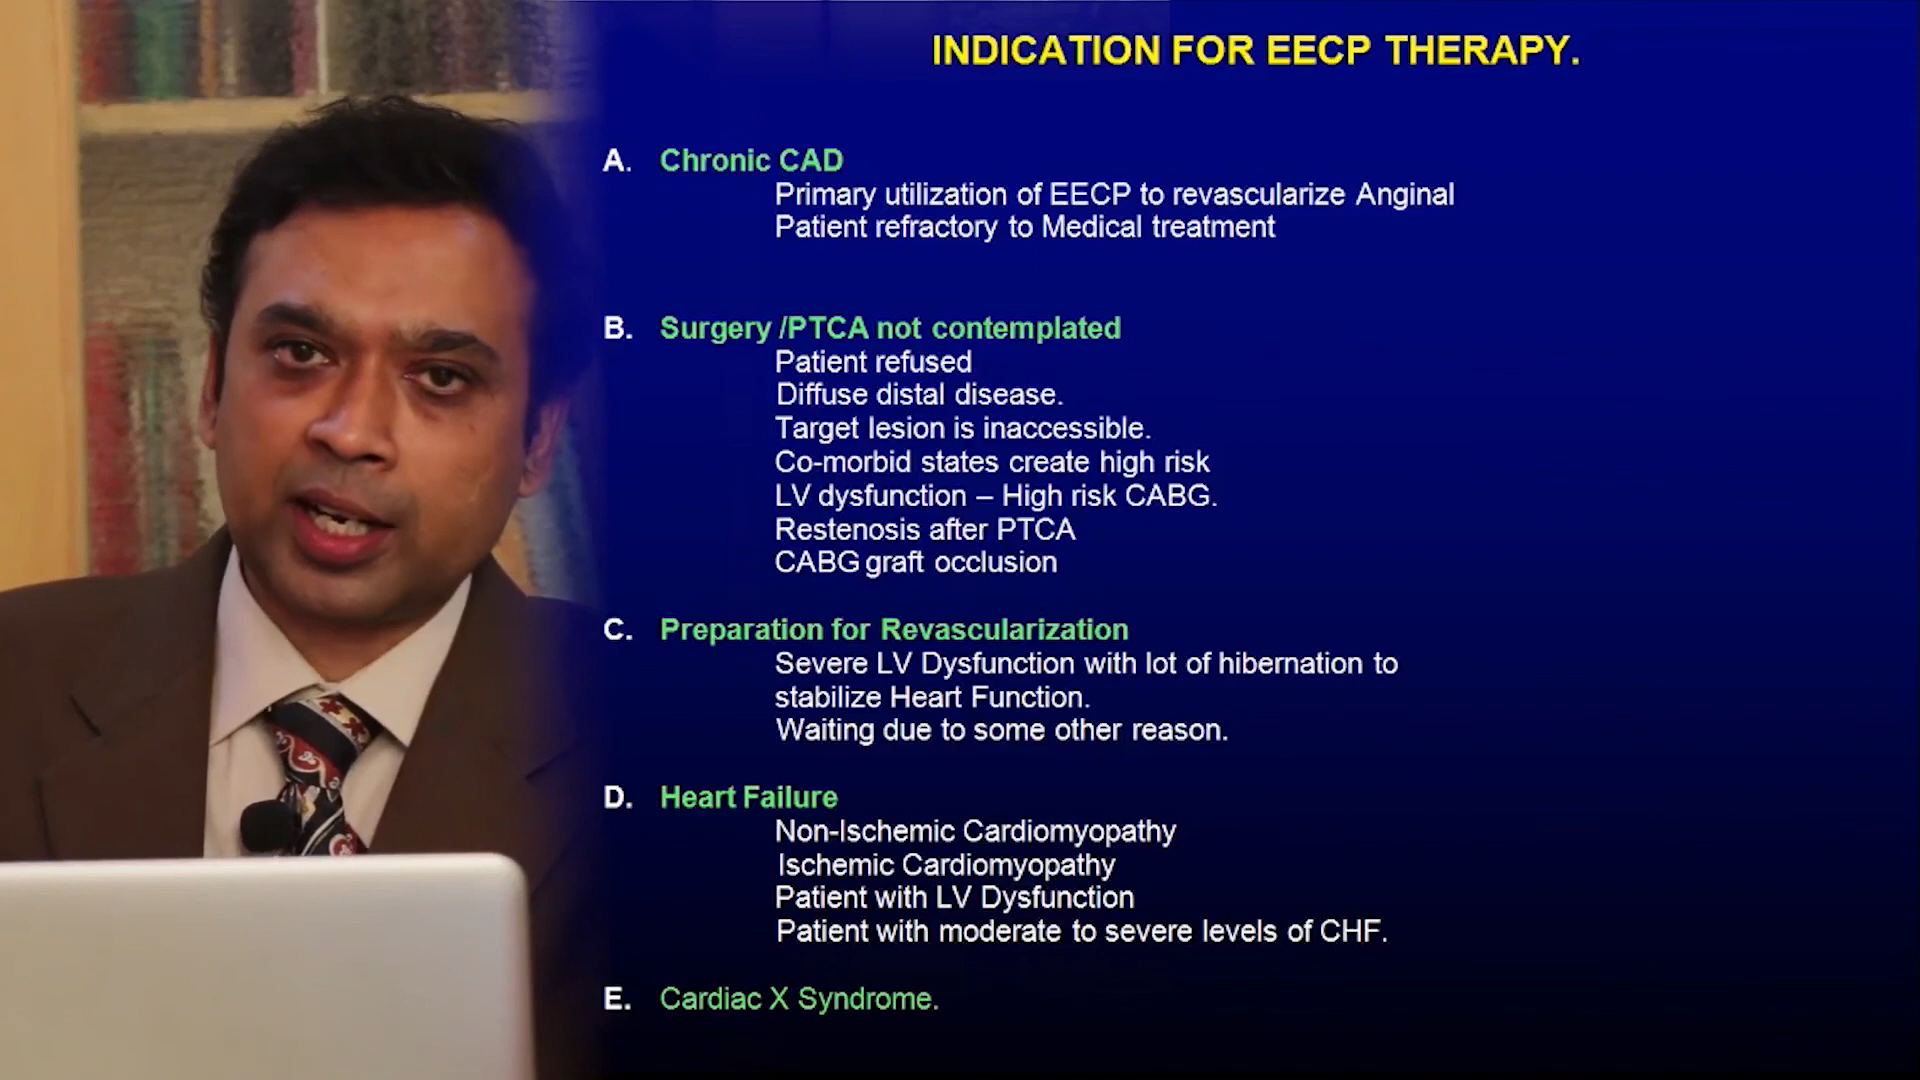 INDICATION FOR EECP THERAPY.
A. Chronic CAD
Primary utilization of EECP to revascularize Anginal
Patient refractory to Medical treatment
B. Surgery /PTCA not contemplated
Patient refused
Diffuse distal disease.
Target lesion is inaccessible.
Co-morbid states create high risk
LV dysfunction – High risk CABG.
Restenosis after PTCA
CABG graft occlusion
C. Preparation for Revascularization
Severe LV Dysfunction with lot of hibernation to
stabilize Heart Function.
Waiting due to some other reason.
D. Heart Failure
Non-Ischemic Cardiomyopathy
Ischemic Cardiomyopathy
Patient with LV Dysfunction
Patient with moderate to severe levels of CHF.
E. Cardiac X Syndrome.